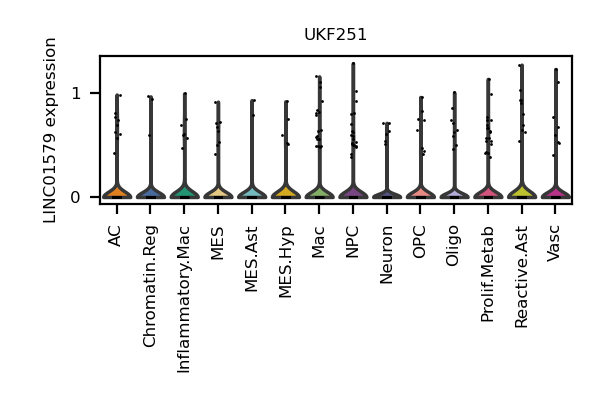 UKF251
LINC01579 expression
1
0
AC
Chromatin.Reg
Inflammatory.Mac
MES
MES.Ast
MES.Hyp
Mac
NPC
Neuron
OPC
Oligo
Prolif.Metab
Reactive.Ast
Vasc